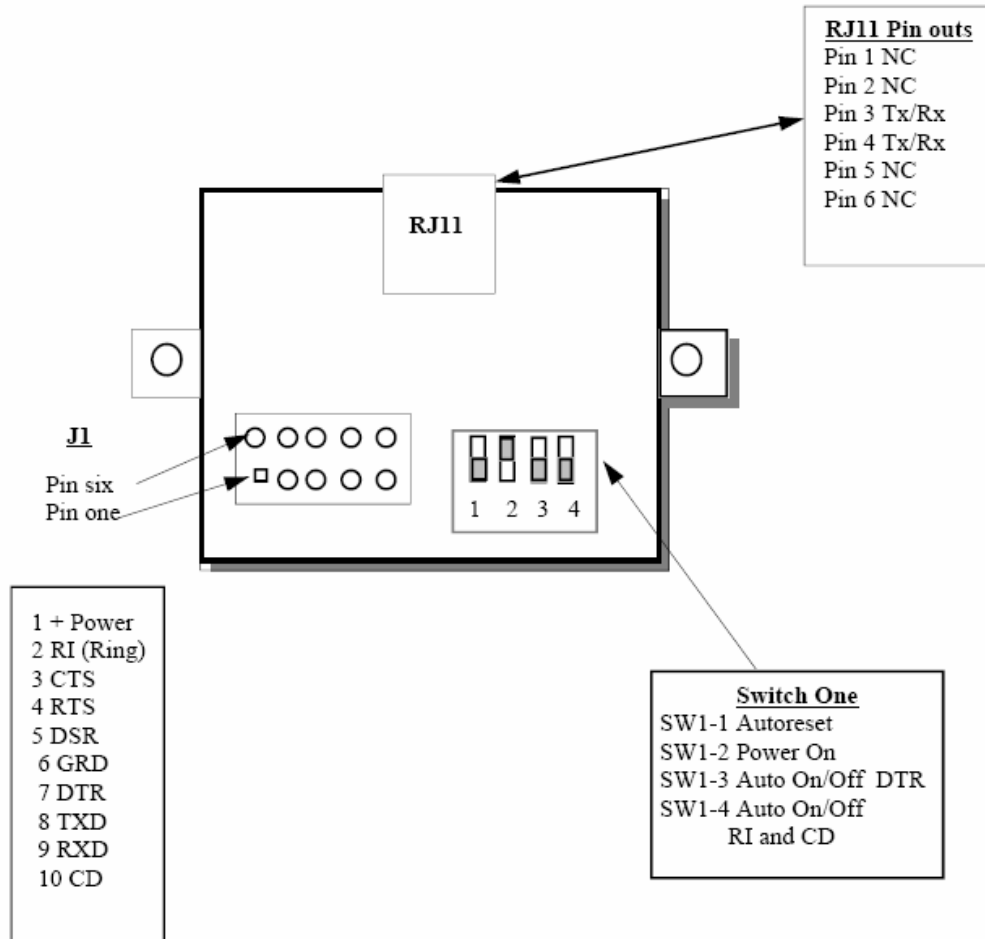 RJ11 Pin outs
Pin 1 NC
Pin 2 NC
Pin 3 Tx/Rx
Pin 4 Tx/Rx
Pin 5 NC
Pin 6 NC
RJ11
J1
Pin six
Pin one
1 2 3 4
1 + Power
2 RI (Ring)
3 CTS
4 RTS
5 DSR
6 GRD
7 DTR
8 TXD
9 RXD
10 CD
Switch One
SW1-1 Autoreset
SW1-2 Power On
SW1-3 Auto On/Off DTR
SW1-4 Auto On/Off
RI and CD